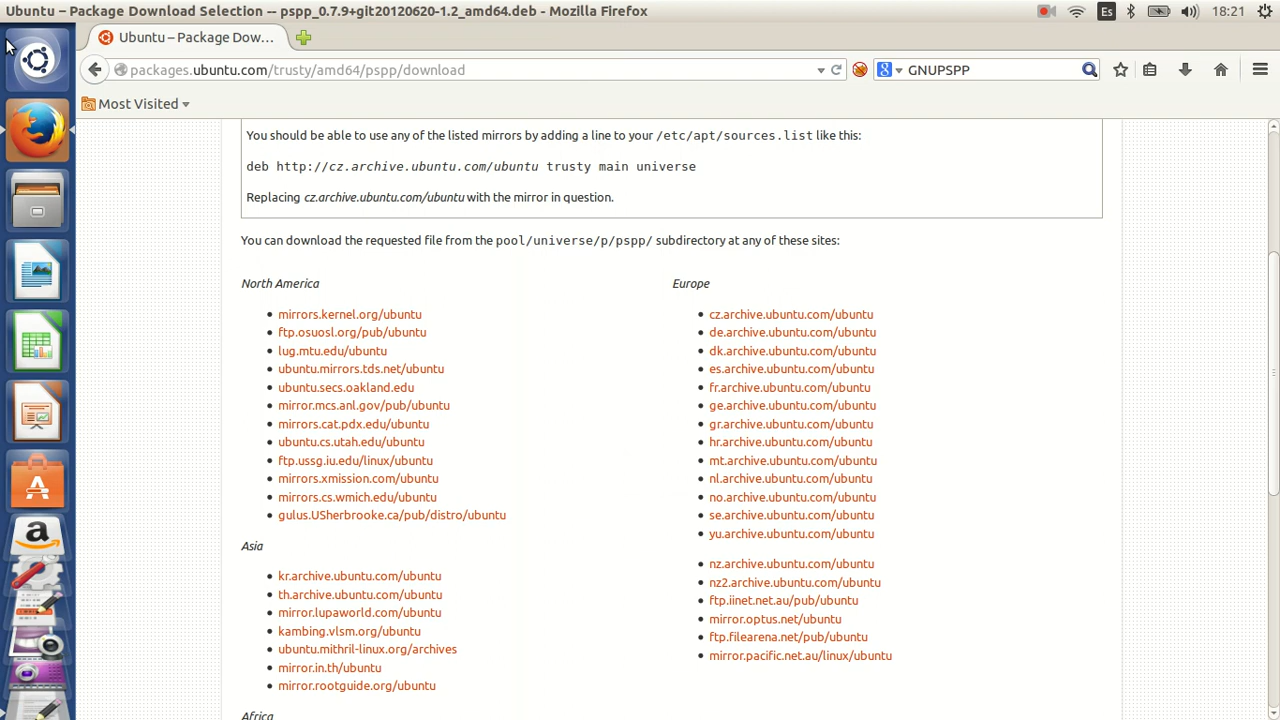 Ubuntu – Package Download Selection -- pspp_0.7.9+git20120620-1.2_amd64.deb - Mozilla Firefox
Es
18:21
Ubuntu – Package Dow...
packages.ubuntu.com/trusty/amd64/pspp/download
GNUPSPP
Most Visited
You should be able to use any of the listed mirrors by adding a line to your /etc/apt/sources.list like this:
deb http://cz.archive.ubuntu.com/ubuntu trusty main universe
Replacing cz.archive.ubuntu.com/ubuntu with the mirror in question.
You can download the requested file from the pool/universe/p/pspp/ subdirectory at any of these sites:
North America
mirrors.kernel.org/ubuntu
ftp.osuosl.org/pub/ubuntu
lug.mtu.edu/ubuntu
ubuntu.mirrors.tds.net/ubuntu
ubuntu.secs.oakland.edu
mirror.mcs.anl.gov/pub/ubuntu
mirrors.cat.pdx.edu/ubuntu
ubuntu.cs.utah.edu/ubuntu
ftp.ussg.iu.edu/linux/ubuntu
mirrors.xmission.com/ubuntu
mirrors.cs.wmich.edu/ubuntu
gulus.USherbrooke.ca/pub/distro/ubuntu
Asia
kr.archive.ubuntu.com/ubuntu
th.archive.ubuntu.com/ubuntu
mirror.lupaworld.com/ubuntu
kambing.vlsm.org/ubuntu
ubuntu.mithril-linux.org/archives
mirror.in.th/ubuntu
mirror.rootguide.org/ubuntu
Africa
Europe
cz.archive.ubuntu.com/ubuntu
de.archive.ubuntu.com/ubuntu
dk.archive.ubuntu.com/ubuntu
es.archive.ubuntu.com/ubuntu
fr.archive.ubuntu.com/ubuntu
ge.archive.ubuntu.com/ubuntu
gr.archive.ubuntu.com/ubuntu
hr.archive.ubuntu.com/ubuntu
mt.archive.ubuntu.com/ubuntu
nl.archive.ubuntu.com/ubuntu
no.archive.ubuntu.com/ubuntu
se.archive.ubuntu.com/ubuntu
yu.archive.ubuntu.com/ubuntu
nz.archive.ubuntu.com/ubuntu
nz2.archive.ubuntu.com/ubuntu
ftp.iinet.net.au/pub/ubuntu
mirror.optus.net/ubuntu
ftp.filearena.net/pub/ubuntu
mirror.pacific.net.au/linux/ubuntu